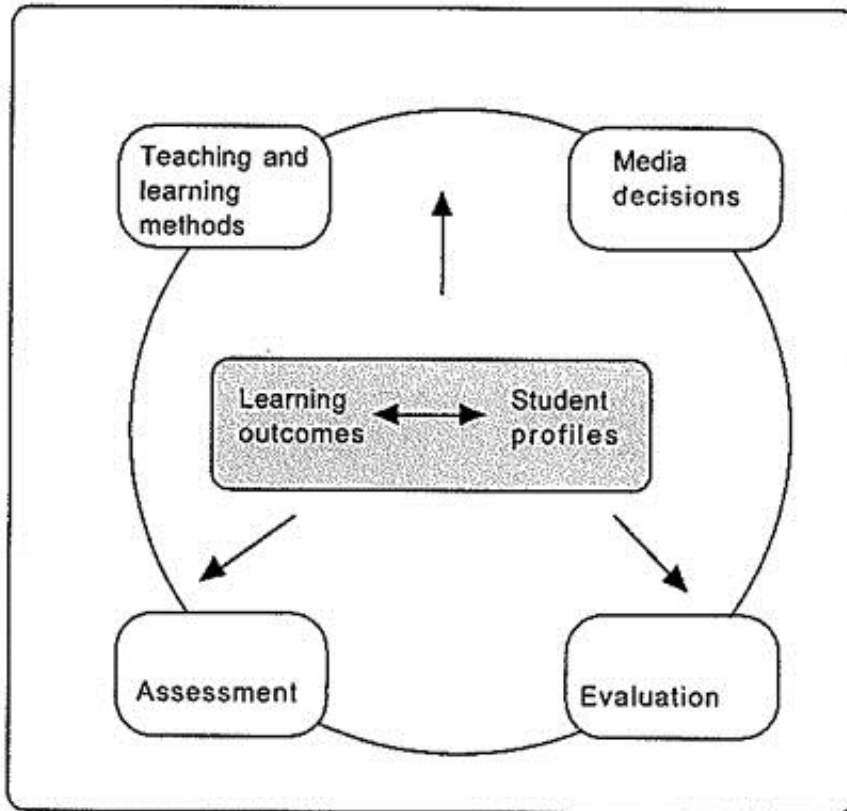 Teaching and
learning
methods
Media
decisions
Learning
outcomes
Student
profiles
Assessment
Evaluation